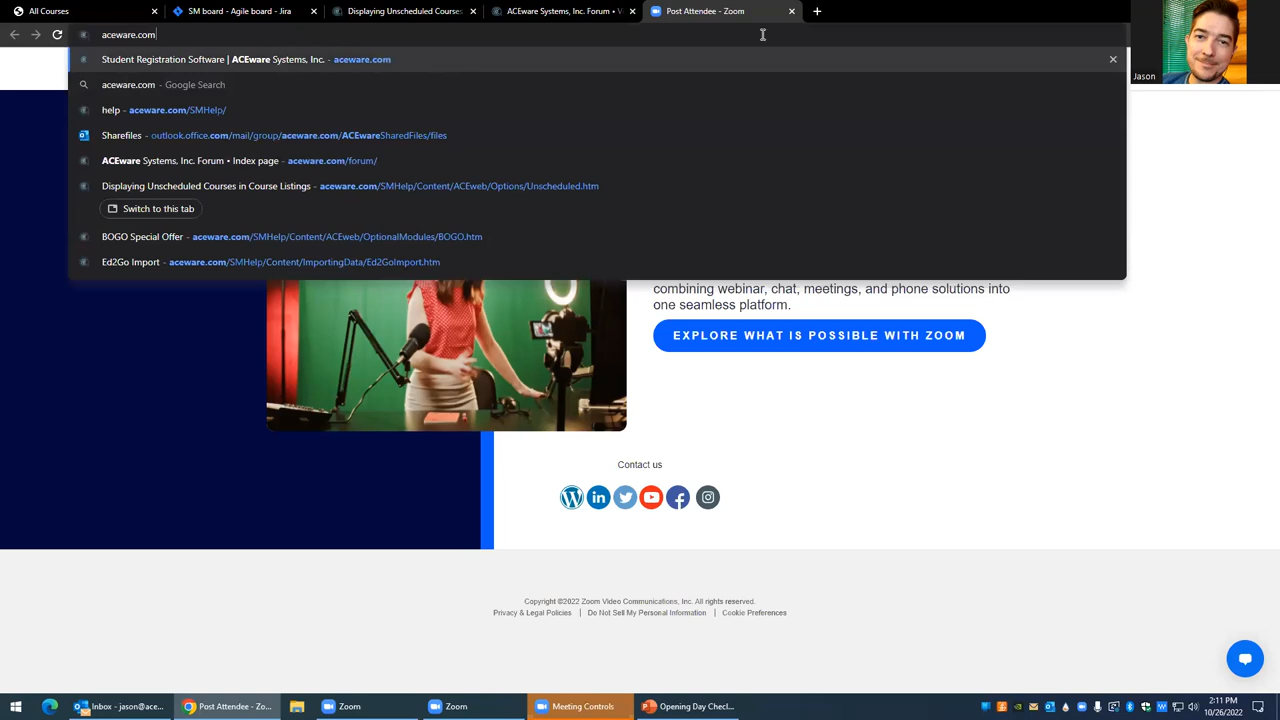 All Courses
SM board - Agile board - Jira
Displaying Unscheduled Courses
ACEware Systems, Inc. Forum • V
Post Attendee - Zoom
aceware.com
Jason
Student Registration Software | ACEware Systems, Inc. - aceware.com
aceware.com - Google Search
help - aceware.com/SMHelp/
Sharefiles - outlook.office.com/mail/group/aceware.com/ACEwareSharedFiles/files
ACEware Systems, Inc. Forum • Index page - aceware.com/forum/
Displaying Unscheduled Courses in Course Listings - aceware.com/SMHelp/Content/ACEweb/Options/Unscheduled.htm
Switch to this tab
BOGO Special Offer - aceware.com/SMHelp/Content/ACEweb/OptionalModules/BOGO.htm
Ed2Go Import - aceware.com/SMHelp/Content/ImportingData/Ed2GoImport.htm
combining webinar, chat, meetings, and phone solutions into
one seamless platform.
EXPLORE WHAT IS POSSIBLE WITH ZOOM
Contact us
Copyright ©2022 Zoom Video Communications, Inc. All rights reserved.
Privacy & Legal Policies | Do Not Sell My Personal Information | Cookie Preferences
Inbox - jason@ace...
Post Attendee - Zo...
Zoom
Zoom
Meeting Controls
Opening Day Check...
2:11 PM
10/26/2022